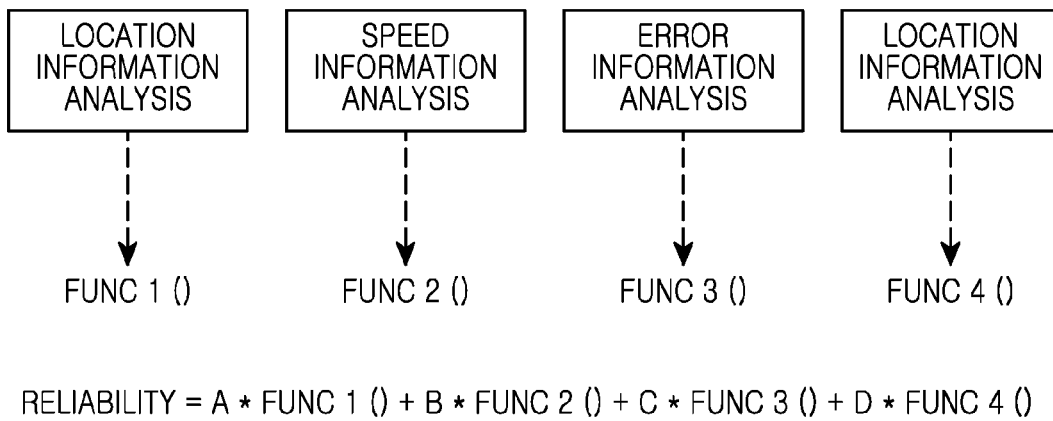 LOCATION
INFORMATION
ANALYSIS
SPEED
INFORMATION
ANALYSIS
ERROR
INFORMATION
ANALYSIS
LOCATION
INFORMATION
ANALYSIS
FUNC 1 ()
FUNC 2 ()
FUNC 3 ()
FUNC 4 ()
RELIABILITY = A * FUNC 1 () + B * FUNC 2 () + C * FUNC 3 () + D * FUNC 4 ()